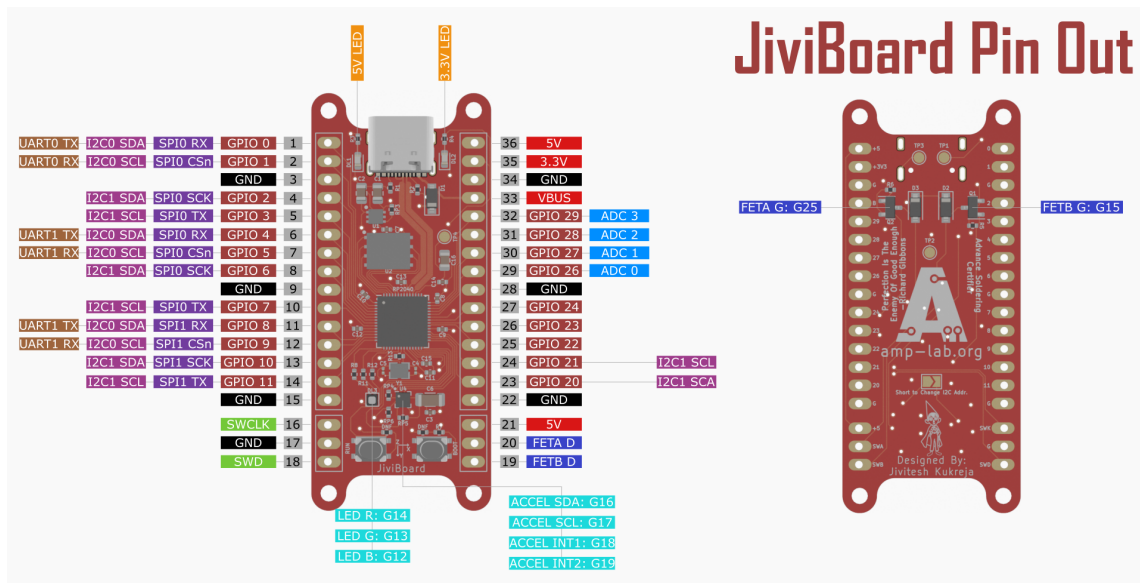 JiviBoard Pin Out
5V LED
3.3V LED
UART0 TX I2C0 SDA SPI0 RX GPIO 0 1
UART0 RX I2C0 SCL SPI0 CSn GPIO 1 2
GND 3
I2C1 SDA SPI0 SCK GPIO 2 4
I2C1 SCL SPI0 TX GPIO 3 5
UART1 TX I2C0 SDA SPI0 RX GPIO 4 6
UART1 RX I2C0 SCL SPI0 CSn GPIO 5 7
I2C1 SDA SPI0 SCK GPIO 6 8
GND 9
I2C1 SCL SPI0 TX GPIO 7 10
UART1 TX I2C0 SDA SPI1 RX GPIO 8 11
UART1 RX I2C0 SCL SPI1 CSn GPIO 9 12
I2C1 SDA SPI1 SCK GPIO 10 13
I2C1 SCL SPI1 TX GPIO 11 14
GND 15
SWCLK 16
GND 17
SWD 18
36 5V
35 3.3V
34 GND
33 VBUS
32 GPIO 29 ADC 3
31 GPIO 28 ADC 2
30 GPIO 27 ADC 1
29 GPIO 26 ADC 0
28 GND
27 GPIO 24
26 GPIO 23
25 GPIO 22
24 GPIO 21 I2C1 SCL
23 GPIO 20 I2C1 SCA
22 GND
21 5V
20 FETA D
19 FETB D
RP2040
RUN
BOOT
JiviBoard
LED R: G14
LED G: G13
LED B: G12
ACCEL SDA: G16
ACCEL SCL: G17
ACCEL INT1: G18
ACCEL INT2: G19
FETA G: G25
FETB G: G15
TP3 TP1
D3 D2
TP2
Perfection Is The
Enemy Of Good Enough
-Richard Gibbons
Advance Soldering
Certified
amp-lab.org
Short to Change I2C Addr.
Designed By:
Jivitesh Kukreja